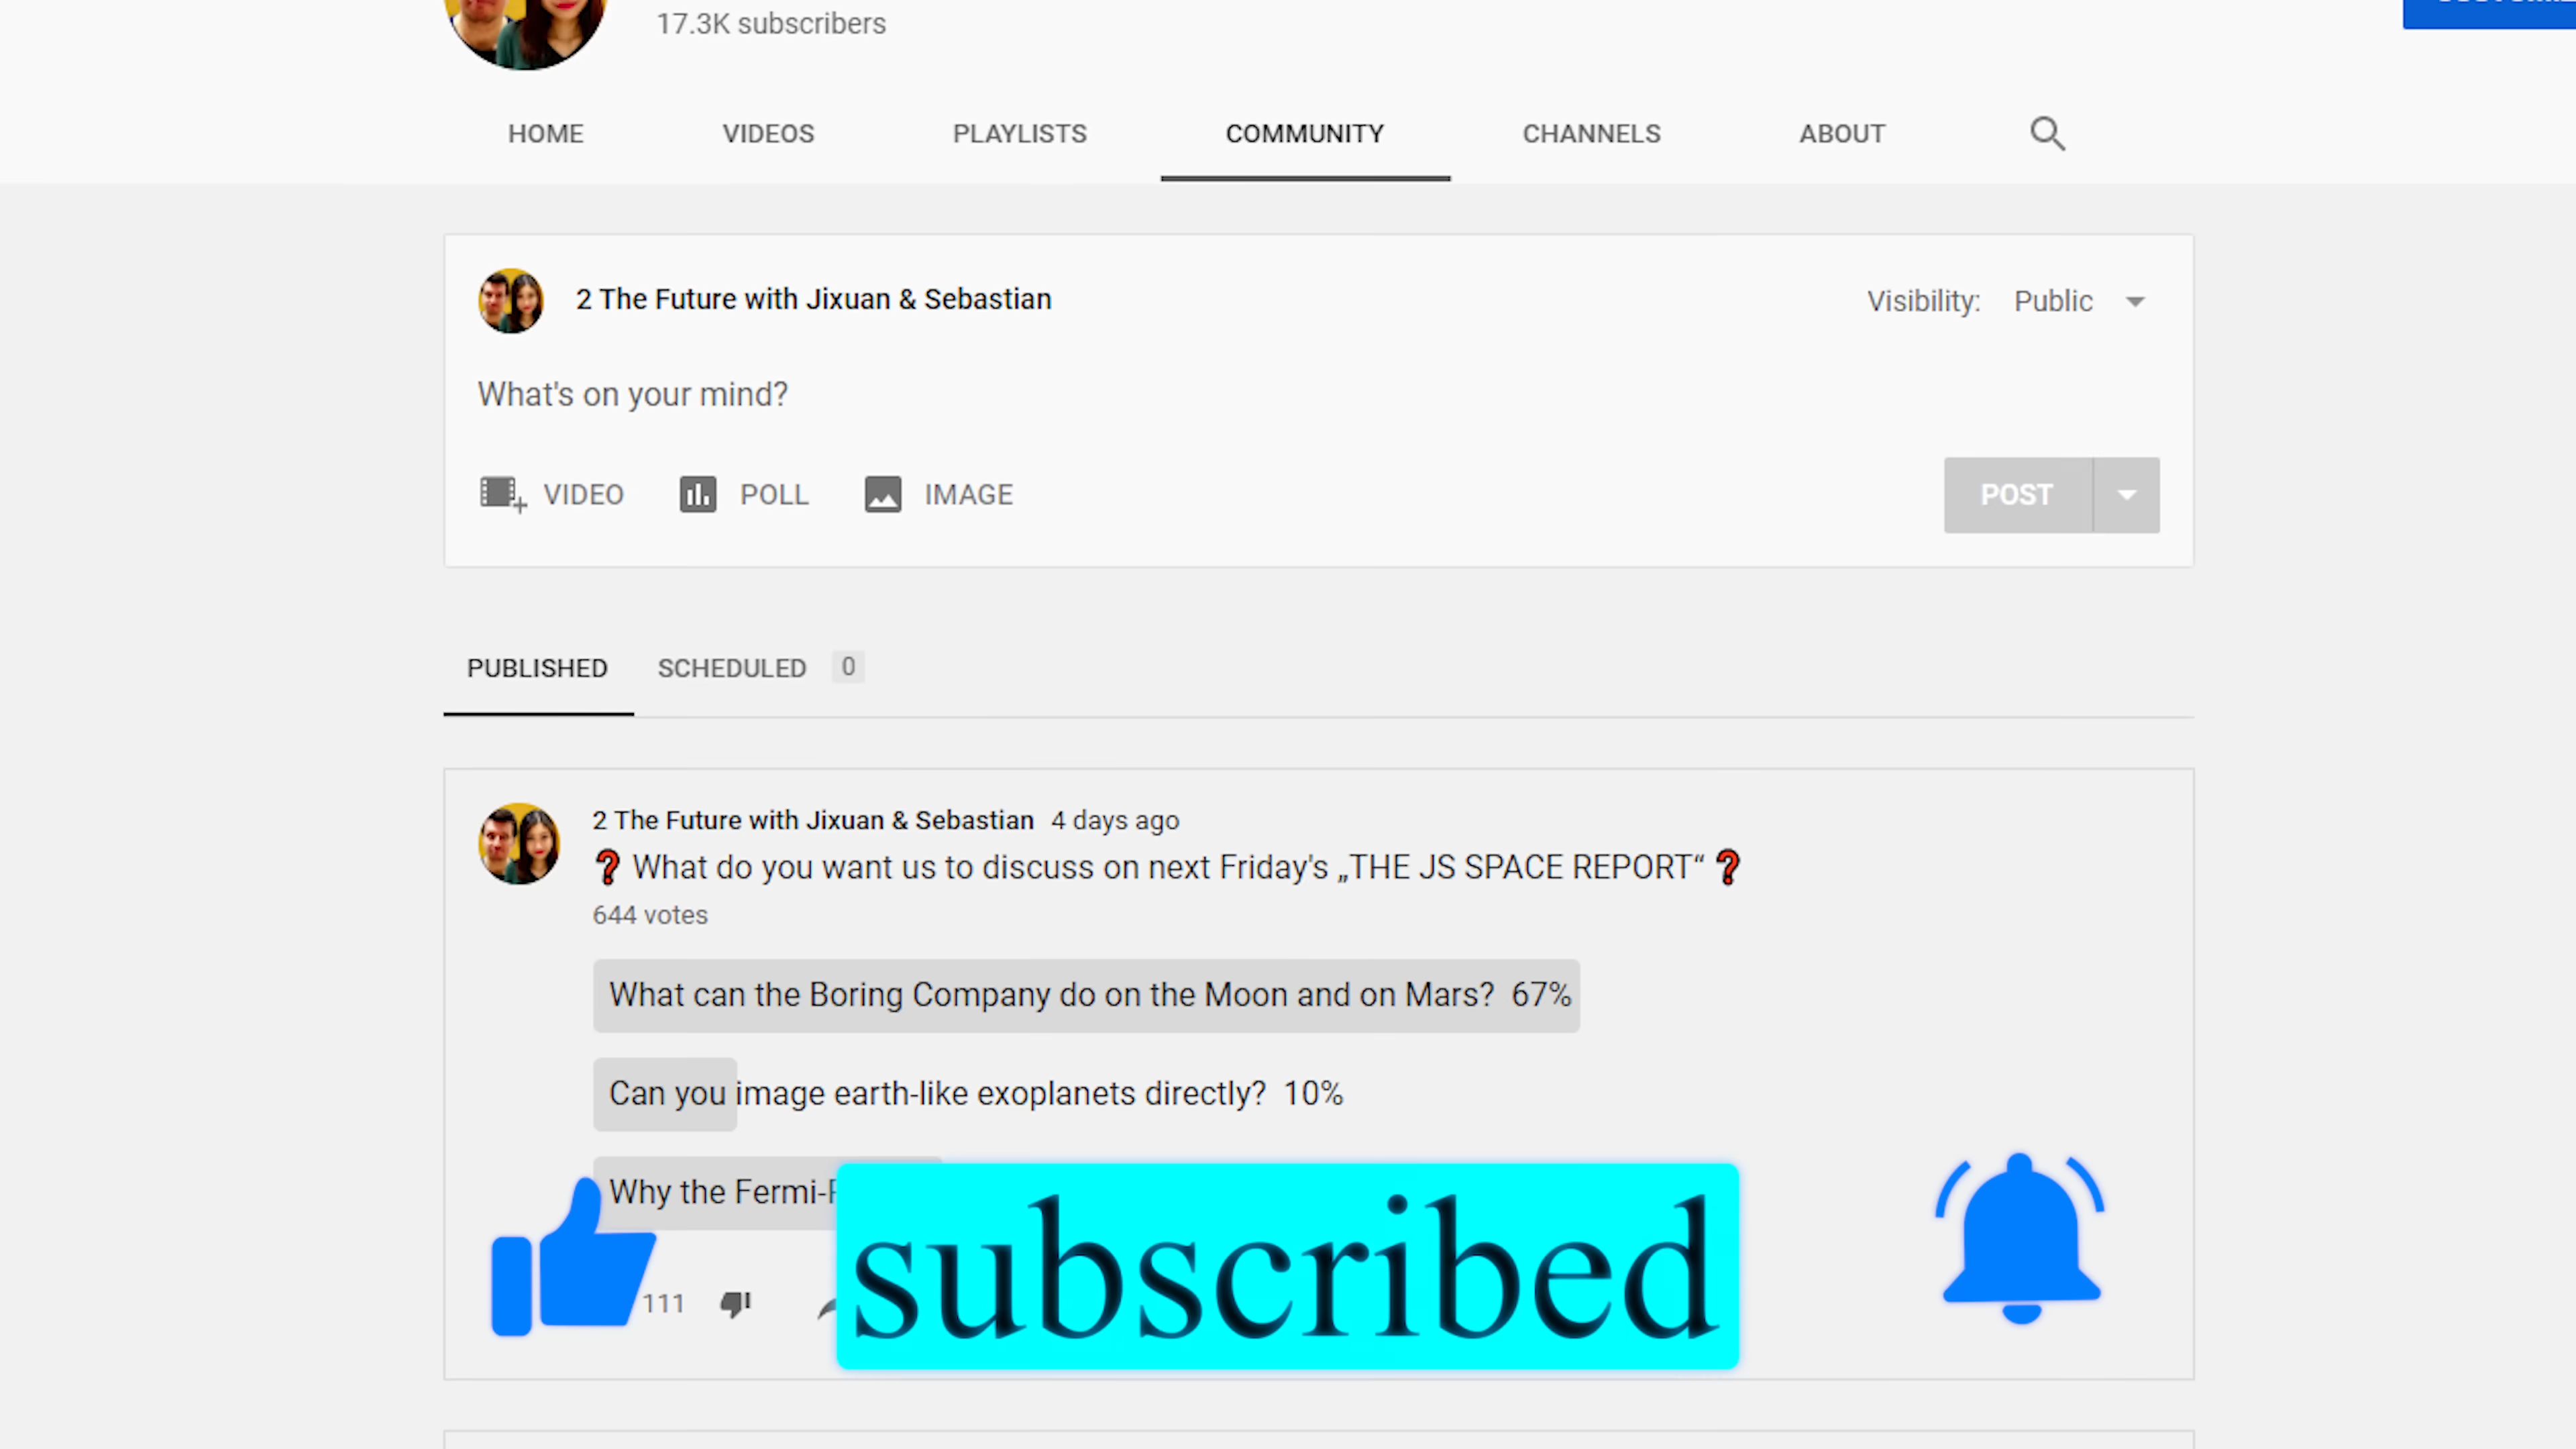 17.3K subscribers
HOME VIDEOS PLAYLISTS COMMUNITY CHANNELS ABOUT
2 The Future with Jixuan & Sebastian
Visibility: Public
What's on your mind?
VIDEO POLL IMAGE POST
PUBLISHED SCHEDULED 0
2 The Future with Jixuan & Sebastian 4 days ago
❓ What do you want us to discuss on next Friday's „THE JS SPACE REPORT“ ❓
644 votes
What can the Boring Company do on the Moon and on Mars? 67%
Can you image earth-like exoplanets directly? 10%
Why the Fermi-
111
subscribed